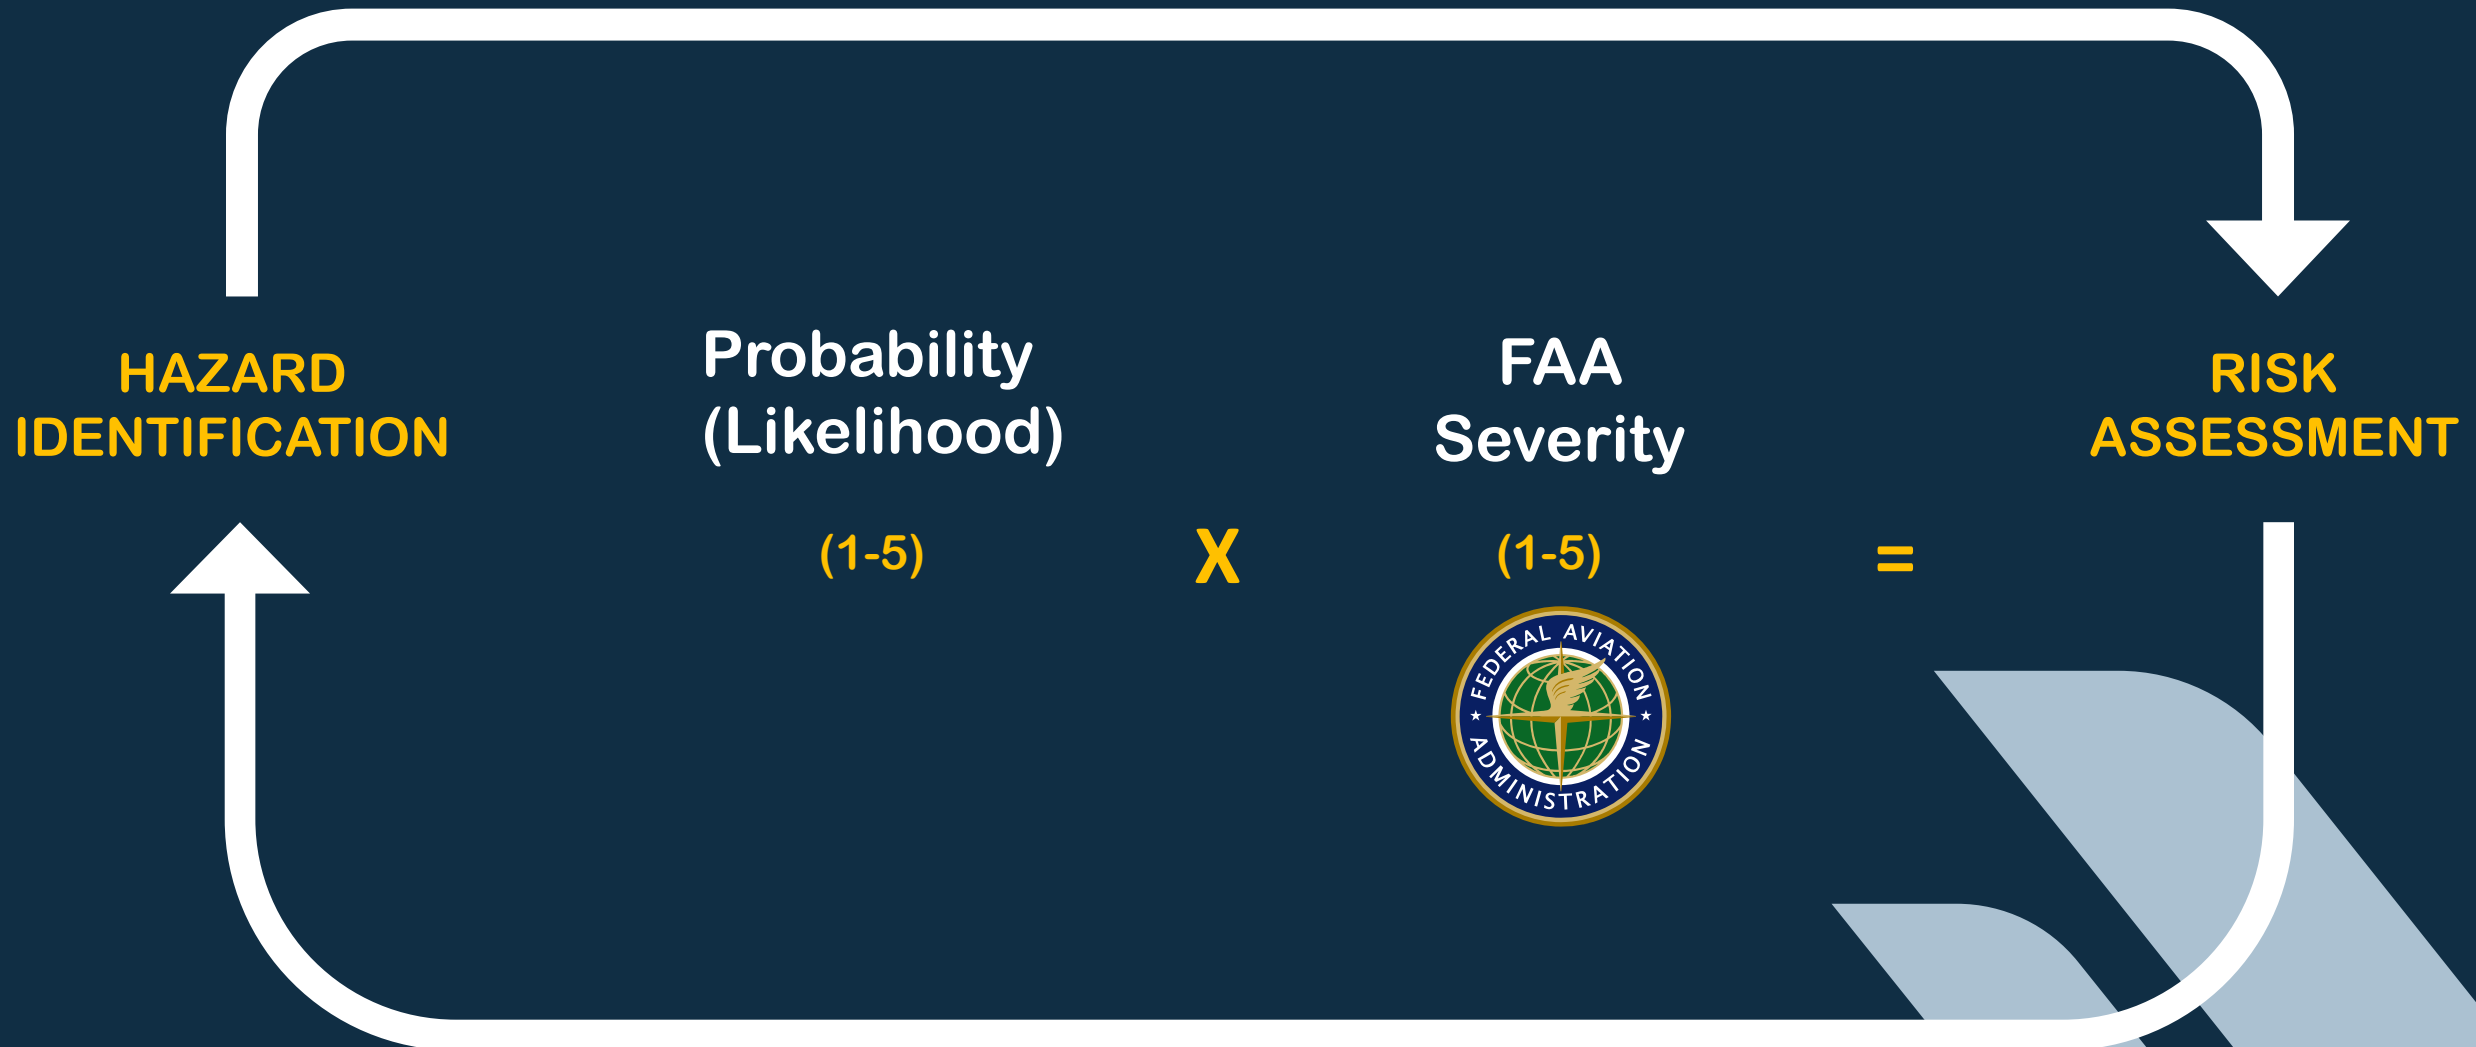 HAZARD
IDENTIFICATION
Probability
(Likelihood)
(1-5)
X
FAA
Severity
(1-5)
FEDERAL AVIATION
ADMINISTRATION
=
RISK
ASSESSMENT